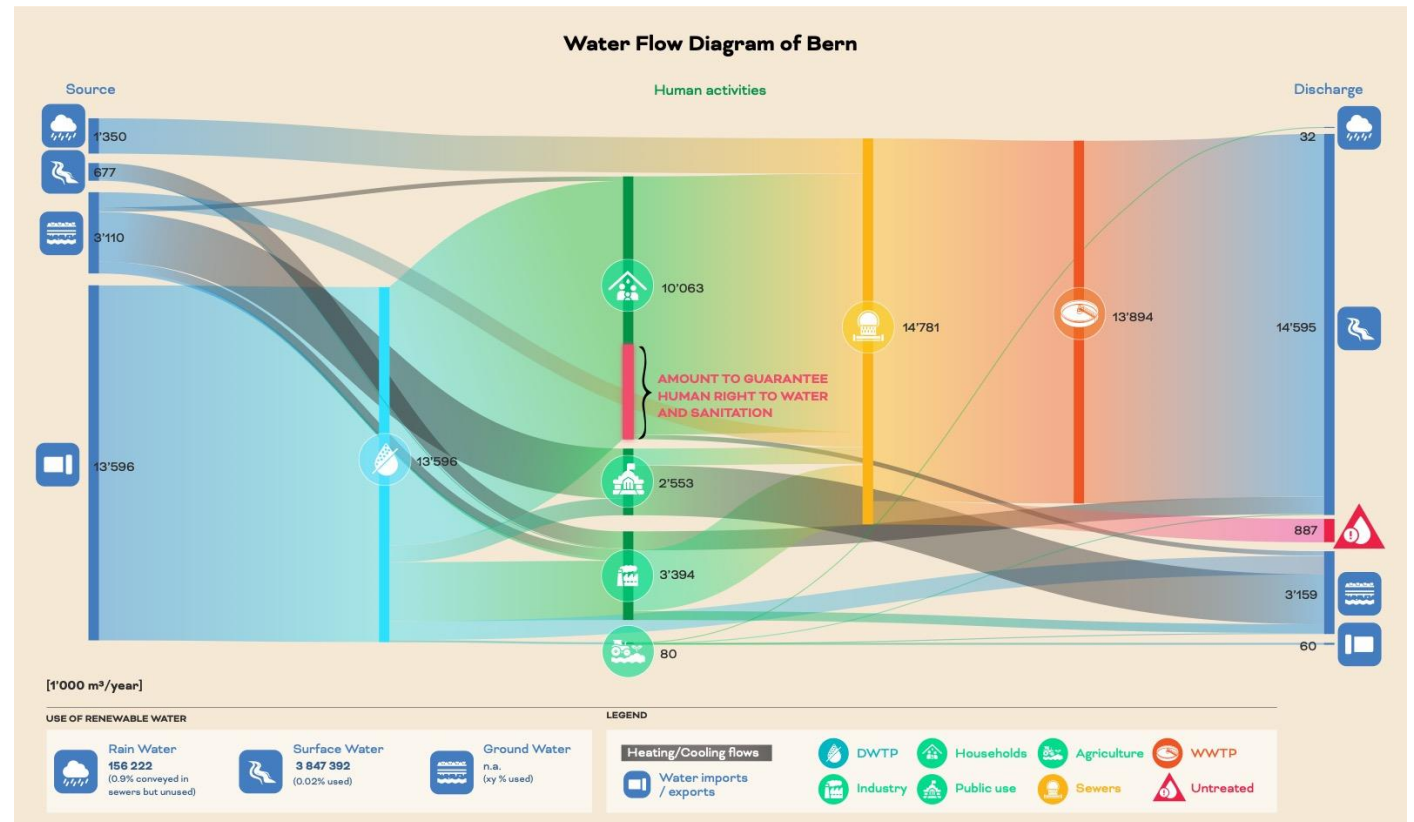 Water Flow Diagram of Bern
Source
Human activities
Discharge
1'350
677
3'110
13'596
13'596
10'063
AMOUNT TO GUARANTEE
HUMAN RIGHT TO WATER
AND SANITATION
2'553
3'394
80
14'781
13'894
32
14'595
887
3'159
60
[1'000 m³/year]
USE OF RENEWABLE WATER
Rain Water
156 222
(0.9% conveyed in
sewers but unused)
Surface Water
3 847 392
(0.02% used)
Ground Water
n.a.
(xy % used)
LEGEND
Heating/Cooling flows
Water imports
/ exports
DWTP
Households
Agriculture
WWTP
Industry
Public use
Sewers
Untreated